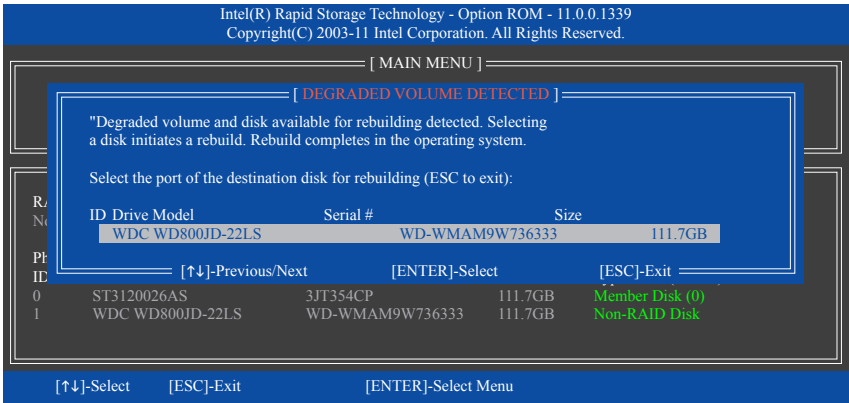 Intel(R) Rapid Storage Technology - Option ROM - 11.0.0.1339
Copyright(C) 2003-11 Intel Corporation. All Rights Reserved.
[ MAIN MENU ]
[ DEGRADED VOLUME DETECTED ]
"Degraded volume and disk available for rebuilding detected. Selecting
a disk initiates a rebuild. Rebuild completes in the operating system.
Select the port of the destination disk for rebuilding (ESC to exit):
ID Drive Model Serial # Size
WDC WD800JD-22LS WD-WMAM9W736333 111.7GB
[↑↓]-Previous/Next [ENTER]-Select [ESC]-Exit
ID
0 ST3120026AS 3JT354CP 111.7GB Member Disk (0)
1 WDC WD800JD-22LS WD-WMAM9W736333 111.7GB Non-RAID Disk
[↑↓]-Select [ESC]-Exit [ENTER]-Select Menu